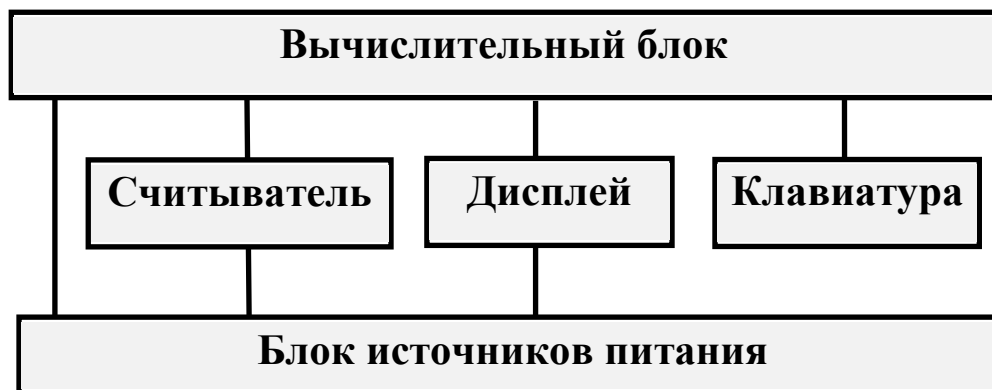 Вычислительный блок
Считыватель
Дисплей
Клавиатура
Блок источников питания